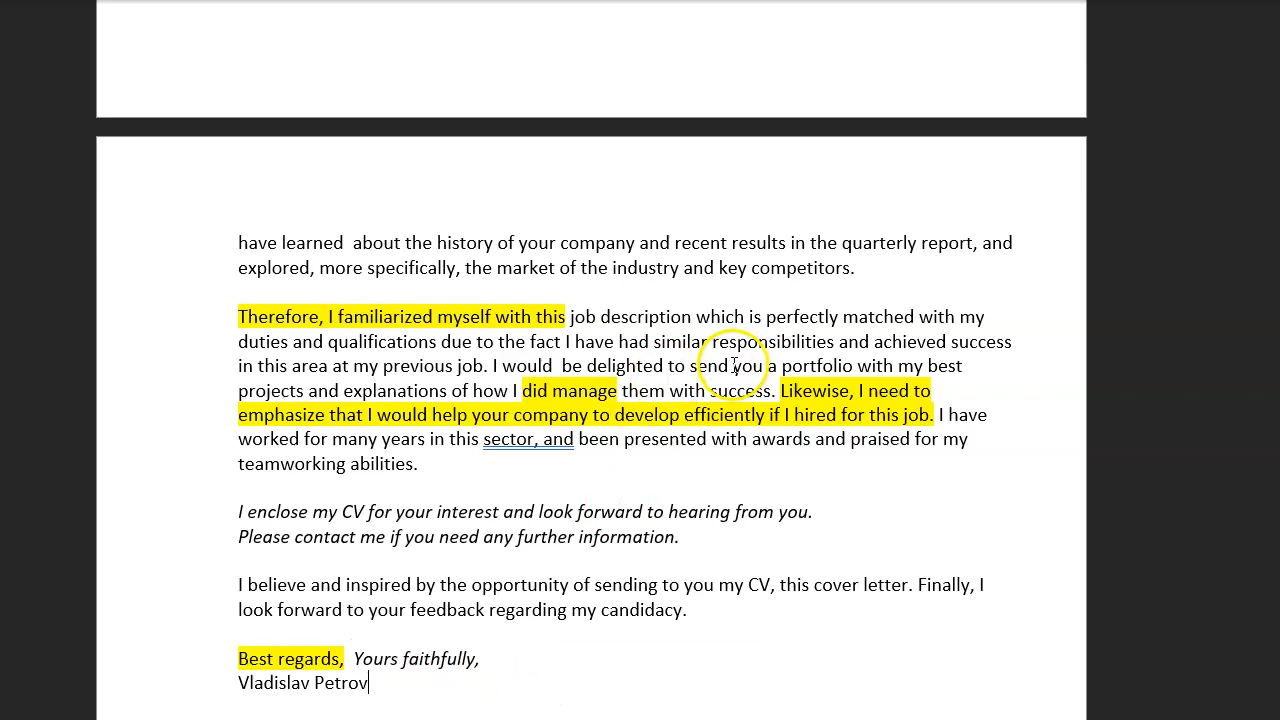 have learned  about the history of your company and recent results in the quarterly report, and
explored, more specifically, the market of the industry and key competitors.
Therefore, I familiarized myself with this job description which is perfectly matched with my
duties and qualifications due to the fact I have had similar responsibilities and achieved success
in this area at my previous job. I would  be delighted to send you a portfolio with my best
projects and explanations of how I did manage them with success. Likewise, I need to
emphasize that I would help your company to develop efficiently if I hired for this job. I have
worked for many years in this sector, and been presented with awards and praised for my
teamworking abilities.
I enclose my CV for your interest and look forward to hearing from you.
Please contact me if you need any further information.
I believe and inspired by the opportunity of sending to you my CV, this cover letter. Finally, I
look forward to your feedback regarding my candidacy.
Best regards,  Yours faithfully,
Vladislav Petrov